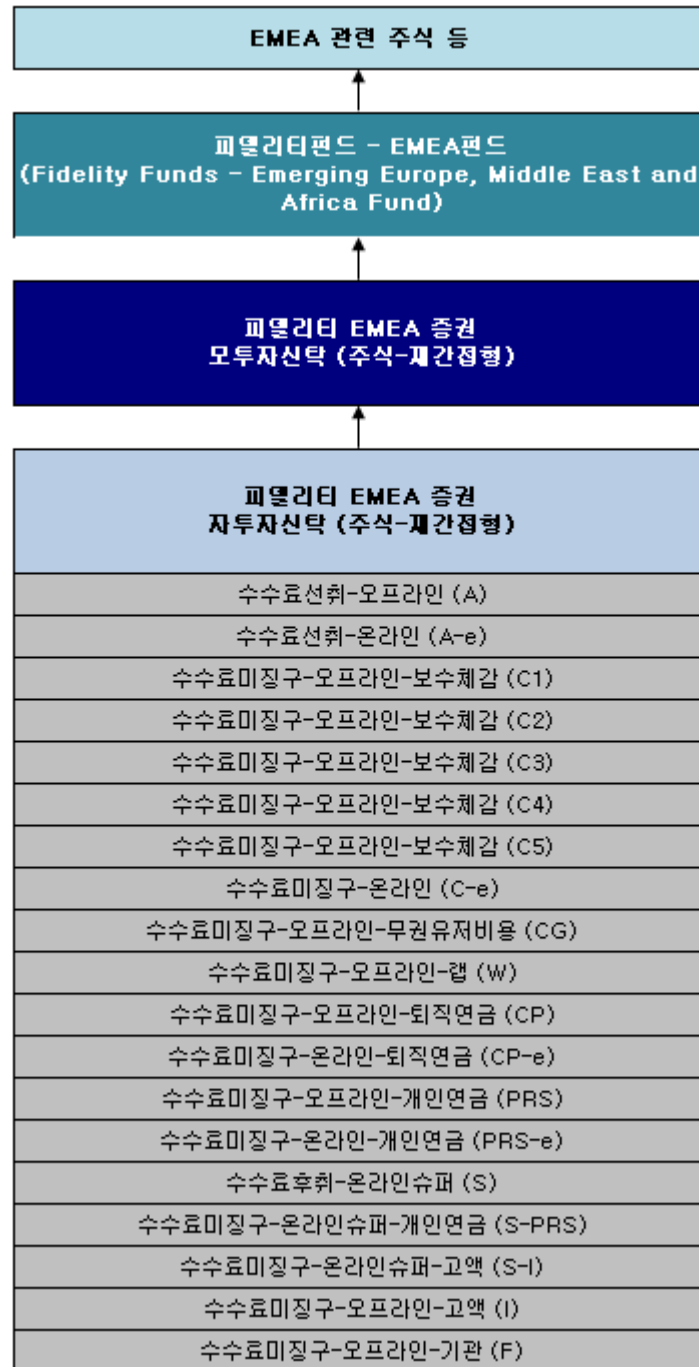 EMEA 관련 주식 등
피델리티펀드 - EMEA펀드
(Fidelity Funds - Emerging Europe, Middle East and
Africa Fund)
피델리티 EMEA 증권
모투자신탁 (주식-재간접형)
피델리티 EMEA 증권
자투자신탁 (주식-재간접형)
수수료선취-오프라인 (A)
수수료선취-온라인 (A-e)
수수료미징구-오프라인-보수체감 (C1)
수수료미징구-오프라인-보수체감 (C2)
수수료미징구-오프라인-보수체감 (C3)
수수료미징구-오프라인-보수체감 (C4)
수수료미징구-오프라인-보수체감 (C5)
수수료미징구-온라인 (C-e)
수수료미징구-오프라인-무권유저비용 (CG)
수수료미징구-오프라인-랩 (W)
수수료미징구-오프라인-퇴직연금 (CP)
수수료미징구-온라인-퇴직연금 (CP-e)
수수료미징구-오프라인-개인연금 (PRS)
수수료미징구-온라인-개인연금 (PRS-e)
수수료후취-온라인슈퍼 (S)
수수료미징구-온라인슈퍼-개인연금 (S-PRS)
수수료미징구-온라인슈퍼-고액 (S-I)
수수료미징구-오프라인-고액 (I)
수수료미징구-오프라인-기관 (F)